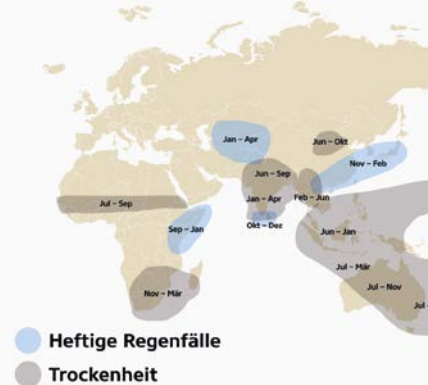 Jan – Apr
Jun – Okt
Nov – Feb
Jun – Sep
Jan – Apr
Feb – Jun
Jul – Sep
Okt – Dez
Sep – Jan
Jun – Jan
Jul – Mär
Nov – Mär
Jul – Nov
Jul –
Heftige Regenfälle
Trockenheit